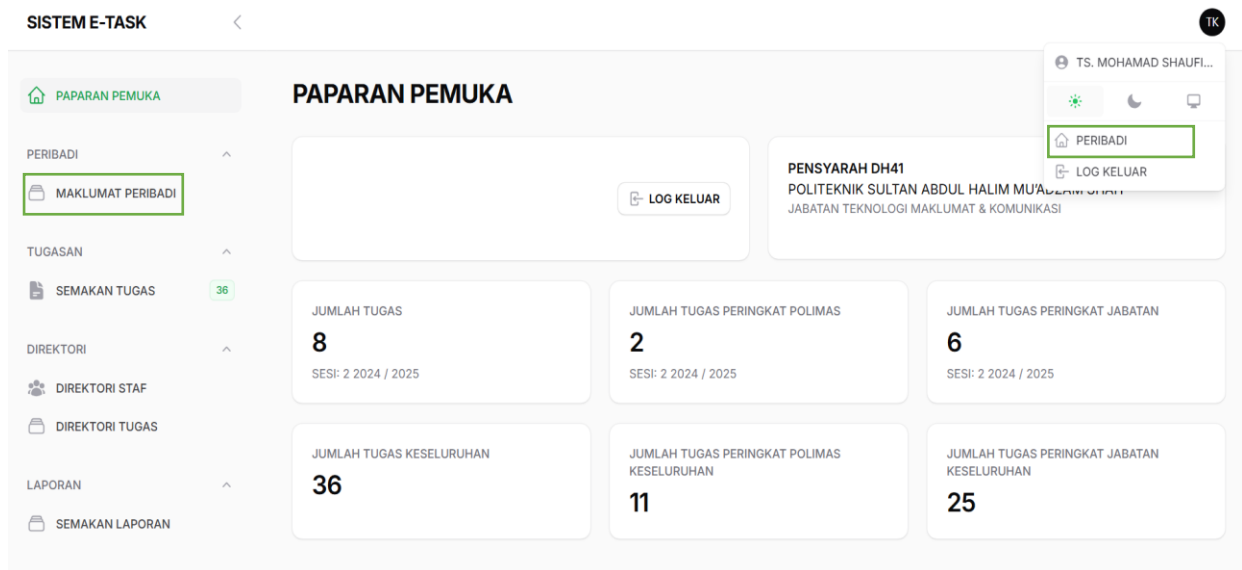 SISTEM E-TASK
TK
TS. MOHAMAD SHAUFI...
PERIBADI
LOG KELUAR
PAPARAN PEMUKA
PERIBADI
MAKLUMAT PERIBADI
TUGASAN
SEMAKAN TUGAS 36
DIREKTORI
DIREKTORI STAF
DIREKTORI TUGAS
LAPORAN
SEMAKAN LAPORAN
PAPARAN PEMUKA
LOG KELUAR
PENSYARAH DH41
POLITEKNIK SULTAN ABDUL HALIM MU'ADZAM SHAH
JABATAN TEKNOLOGI MAKLUMAT & KOMUNIKASI
JUMLAH TUGAS
8
SESI: 2 2024 / 2025
JUMLAH TUGAS PERINGKAT POLIMAS
2
SESI: 2 2024 / 2025
JUMLAH TUGAS PERINGKAT JABATAN
6
SESI: 2 2024 / 2025
JUMLAH TUGAS KESELURUHAN
36
JUMLAH TUGAS PERINGKAT POLIMAS
KESELURUHAN
11
JUMLAH TUGAS PERINGKAT JABATAN
KESELURUHAN
25